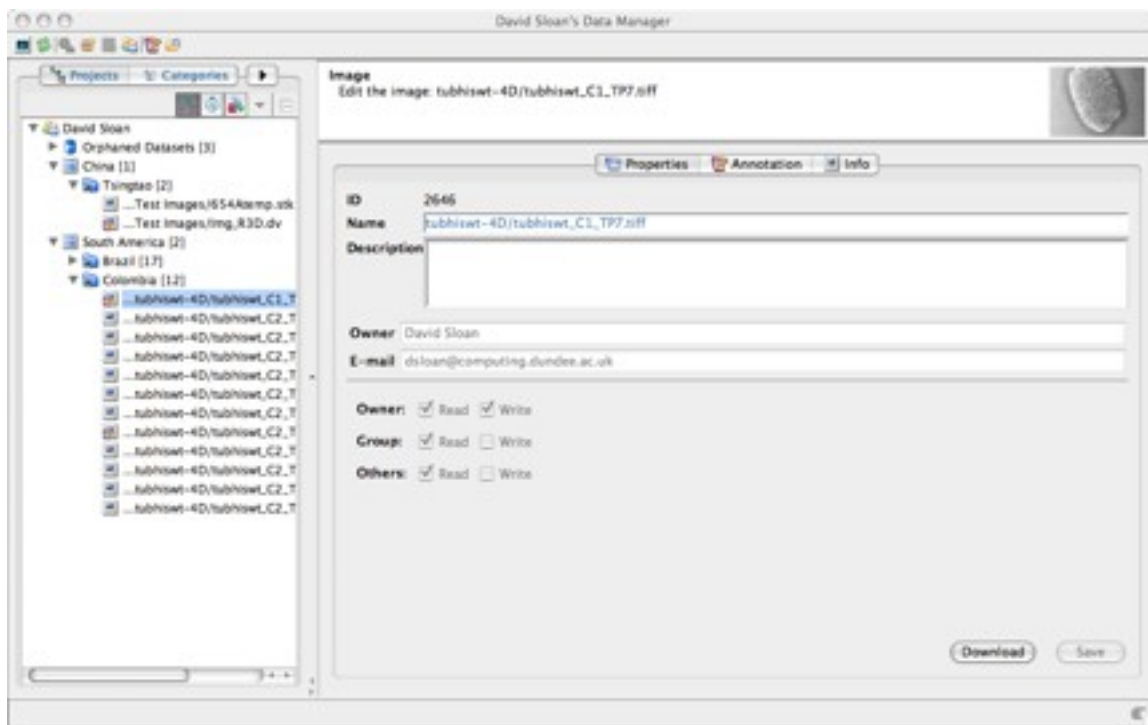 David Sloan's Data Manager
Projects
Categories
David Sloan
Orphaned Datasets [3]
China [1]
Tsingtao [2]
...Test Images/654Atemp.stk
...Test Images/img_R3D.dv
South America [2]
Brazil [17]
Colombia [12]
...tubhiswt-4D/tubhiswt_C1_T
...tubhiswt-4D/tubhiswt_C2_T
...tubhiswt-4D/tubhiswt_C2_T
...tubhiswt-4D/tubhiswt_C2_T
...tubhiswt-4D/tubhiswt_C2_T
...tubhiswt-4D/tubhiswt_C2_T
...tubhiswt-4D/tubhiswt_C2_T
...tubhiswt-4D/tubhiswt_C2_T
...tubhiswt-4D/tubhiswt_C2_T
...tubhiswt-4D/tubhiswt_C2_T
...tubhiswt-4D/tubhiswt_C2_T
...tubhiswt-4D/tubhiswt_C2_T
Image
Edit the image: tubhiswt-4D/tubhiswt_C1_TP7.tiff
Properties
Annotation
Info
ID 2646
Name tubhiswt-4D/tubhiswt_C1_TP7.tiff
Description
Owner David Sloan
E-mail dsloan@computing.dundee.ac.uk
Owner: Read Write
Group: Read Write
Others: Read Write
Download
Save